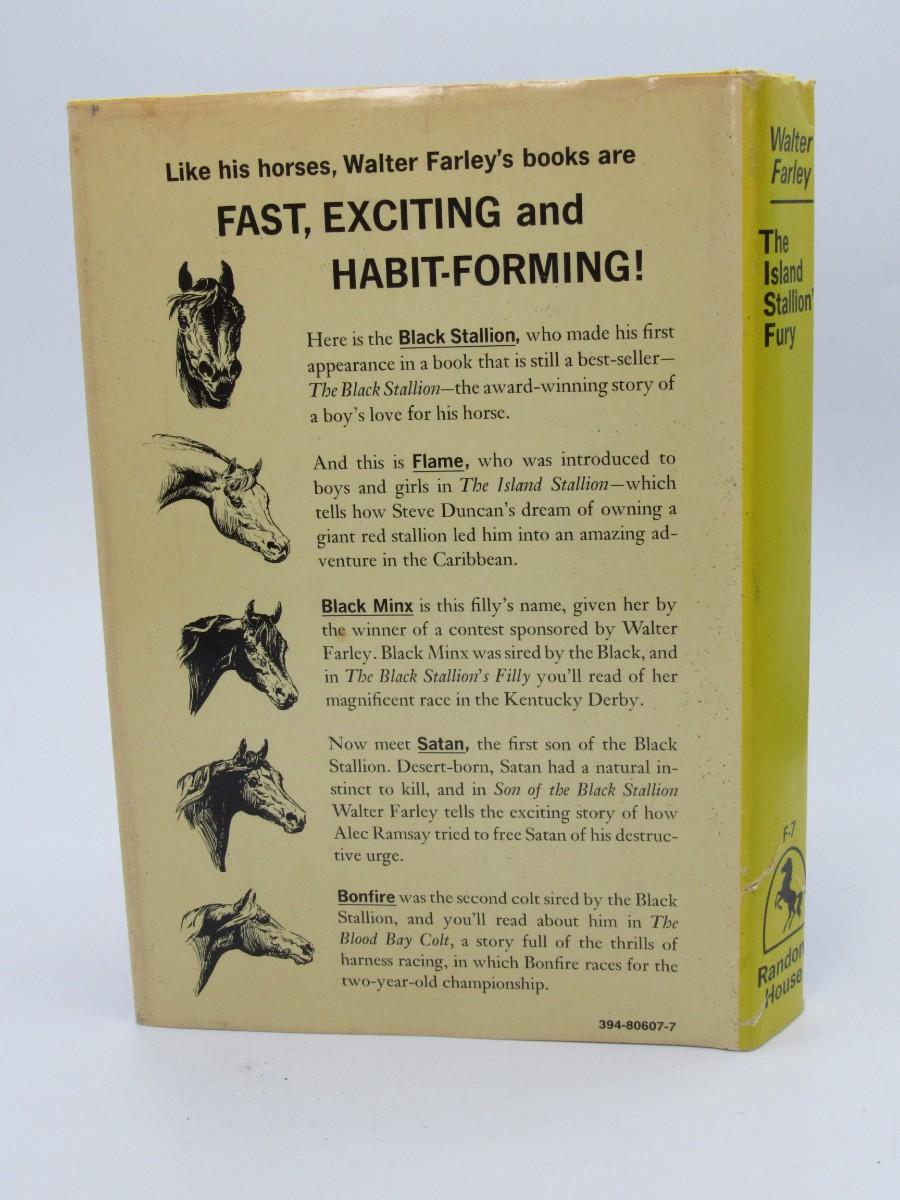 Like his horses, Walter Farley's books are
FAST, EXCITING and
HABIT-FORMING!
Here is the Black Stallion, who made his first
appearance in a book that is still a best-seller—
The Black Stallion—the award-winning story of
a boy's love for his horse.
And this is Flame, who was introduced to
boys and girls in The Island Stallion—which
tells how Steve Duncan's dream of owning a
giant red stallion led him into an amazing ad-
venture in the Caribbean.
Black Minx is this filly's name, given her by
the winner of a contest sponsored by Walter
Farley. Black Minx was sired by the Black, and
in The Black Stallion's Filly you'll read of her
magnificent race in the Kentucky Derby.
Now meet Satan, the first son of the Black
Stallion. Desert-born, Satan had a natural in-
stinct to kill, and in Son of the Black Stallion
Walter Farley tells the exciting story of how
Alec Ramsay tried to free Satan of his destruc-
tive urge.
Bonfire was the second colt sired by the Black
Stallion, and you'll read about him in The
Blood Bay Colt, a story full of the thrills of
harness racing, in which Bonfire races for the
two-year-old championship.
394-80607-7
Walter
Farley
The
Island
Stallion'
Fury
F-7
Random
House